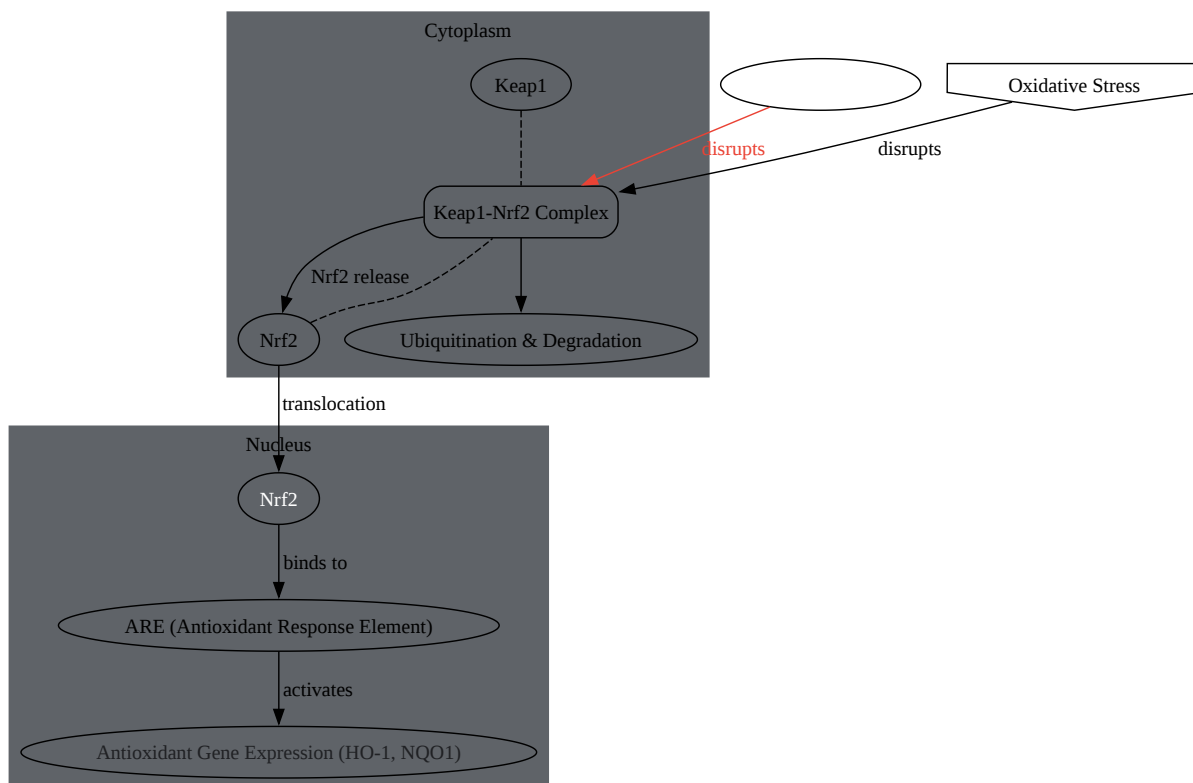 Cytoplasm
Keap1
Oxidative Stress
disrupts
disrupts
Keap1-Nrf2 Complex
Nrf2 release
Nrf2
Ubiquitination & Degradation
translocation
Nucleus
Nrf2
binds to
ARE (Antioxidant Response Element)
activates
Antioxidant Gene Expression (HO-1, NQO1)